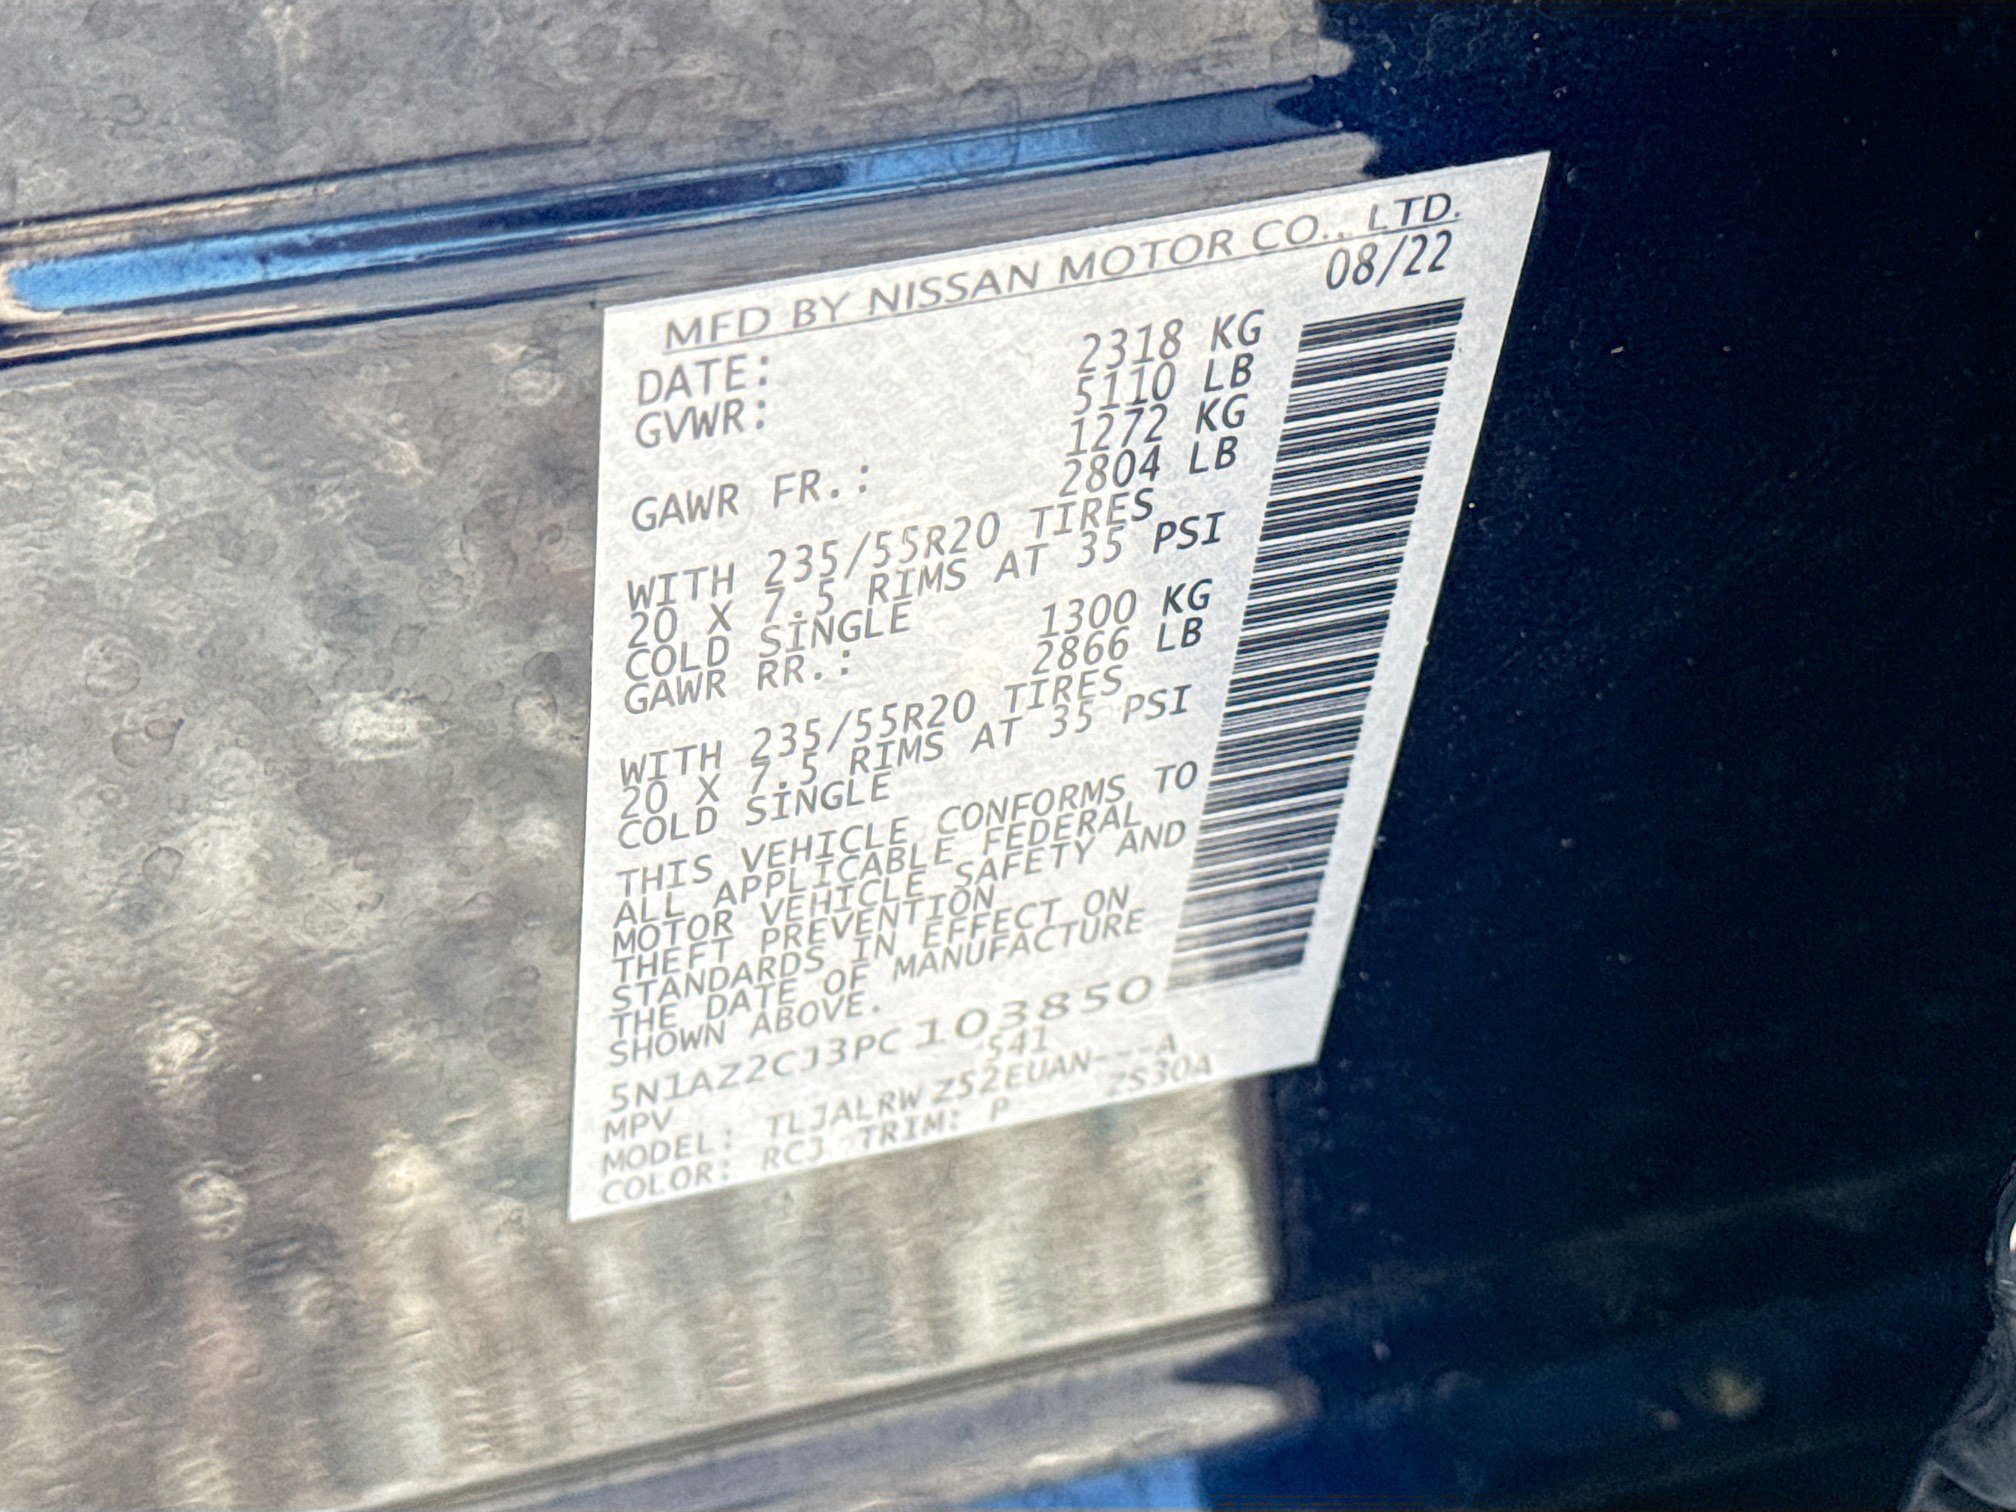 MFD BY NISSAN MOTOR CO., LTD.
DATE: 08/22
GVWR: 2318 KG
5110 LB
GAWR FR.: 1272 KG
2804 LB
WITH 235/55R20 TIRES
20 X 7.5 RIMS AT 35 PSI
COLD SINGLE
GAWR RR.: 1300 KG
2866 LB
WITH 235/55R20 TIRES
20 X 7.5 RIMS AT 35 PSI
COLD SINGLE
THIS VEHICLE CONFORMS TO
ALL APPLICABLE FEDERAL
MOTOR VEHICLE SAFETY AND
THEFT PREVENTION
STANDARDS IN EFFECT ON
THE DATE OF MANUFACTURE
SHOWN ABOVE.
5N1AZ2CJ3PC103850
MPV 541
MODEL: TLJALRWZ52EUAN---A
COLOR: RCJ TRIM: P ZS30A